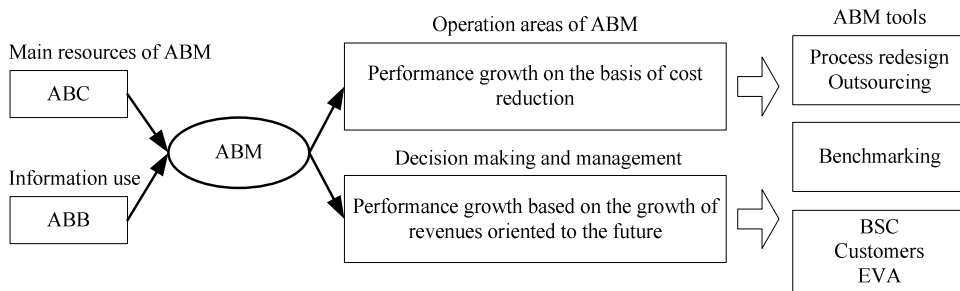 Main resources of ABM
ABC
Information use
ABB
ABM
Operation areas of ABM
Performance growth on the basis of cost
reduction
Decision making and management
Performance growth based on the growth of
revenues oriented to the future
ABM tools
Process redesign
Outsourcing
Benchmarking
BSC
Customers
EVA